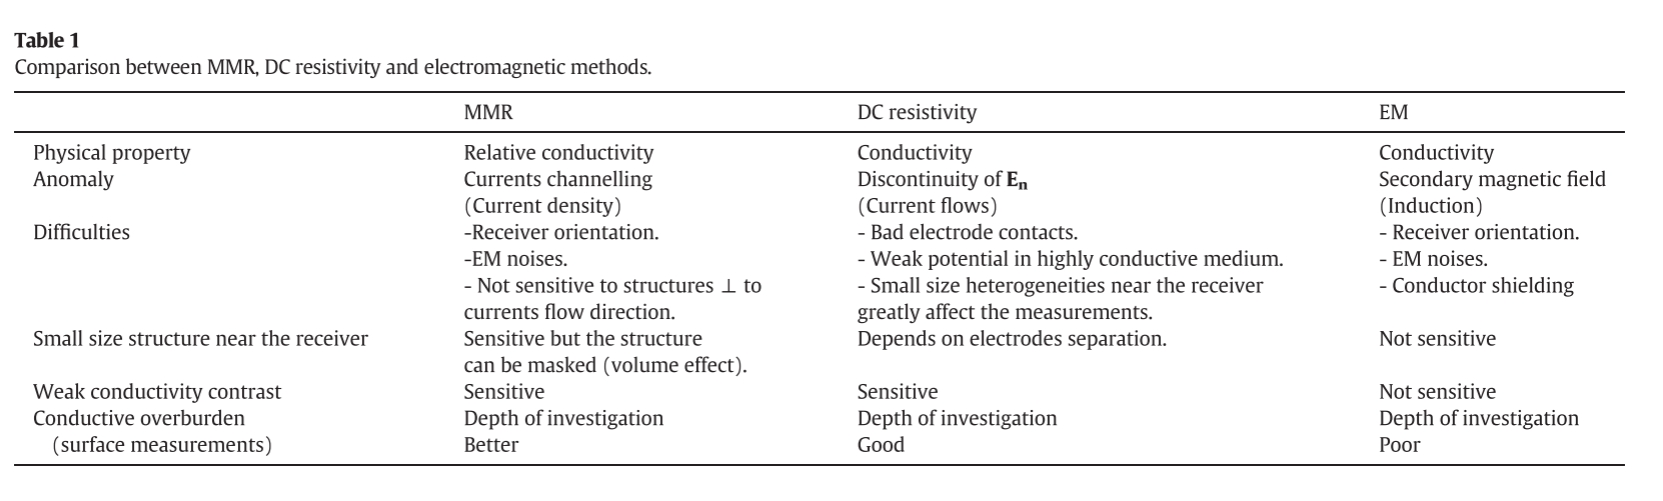 Table 1
Comparison between MMR, DC resistivity and electromagnetic methods.
MMR DC resistivity EM
Physical property Relative conductivity Conductivity Conductivity
Anomaly Currents channelling Discontinuity of En Secondary magnetic field
(Current density) (Current flows) (Induction)
Difficulties -Receiver orientation. - Bad electrode contacts. - Receiver orientation.
-EM noises. - Weak potential in highly conductive medium. - EM noises.
- Not sensitive to structures ⊥ to - Small size heterogeneities near the receiver - Conductor shielding
currents flow direction. greatly affect the measurements.
Small size structure near the receiver Sensitive but the structure Depends on electrodes separation. Not sensitive
can be masked (volume effect).
Weak conductivity contrast Sensitive Sensitive Not sensitive
Conductive overburden Depth of investigation Depth of investigation Depth of investigation
(surface measurements) Better Good Poor